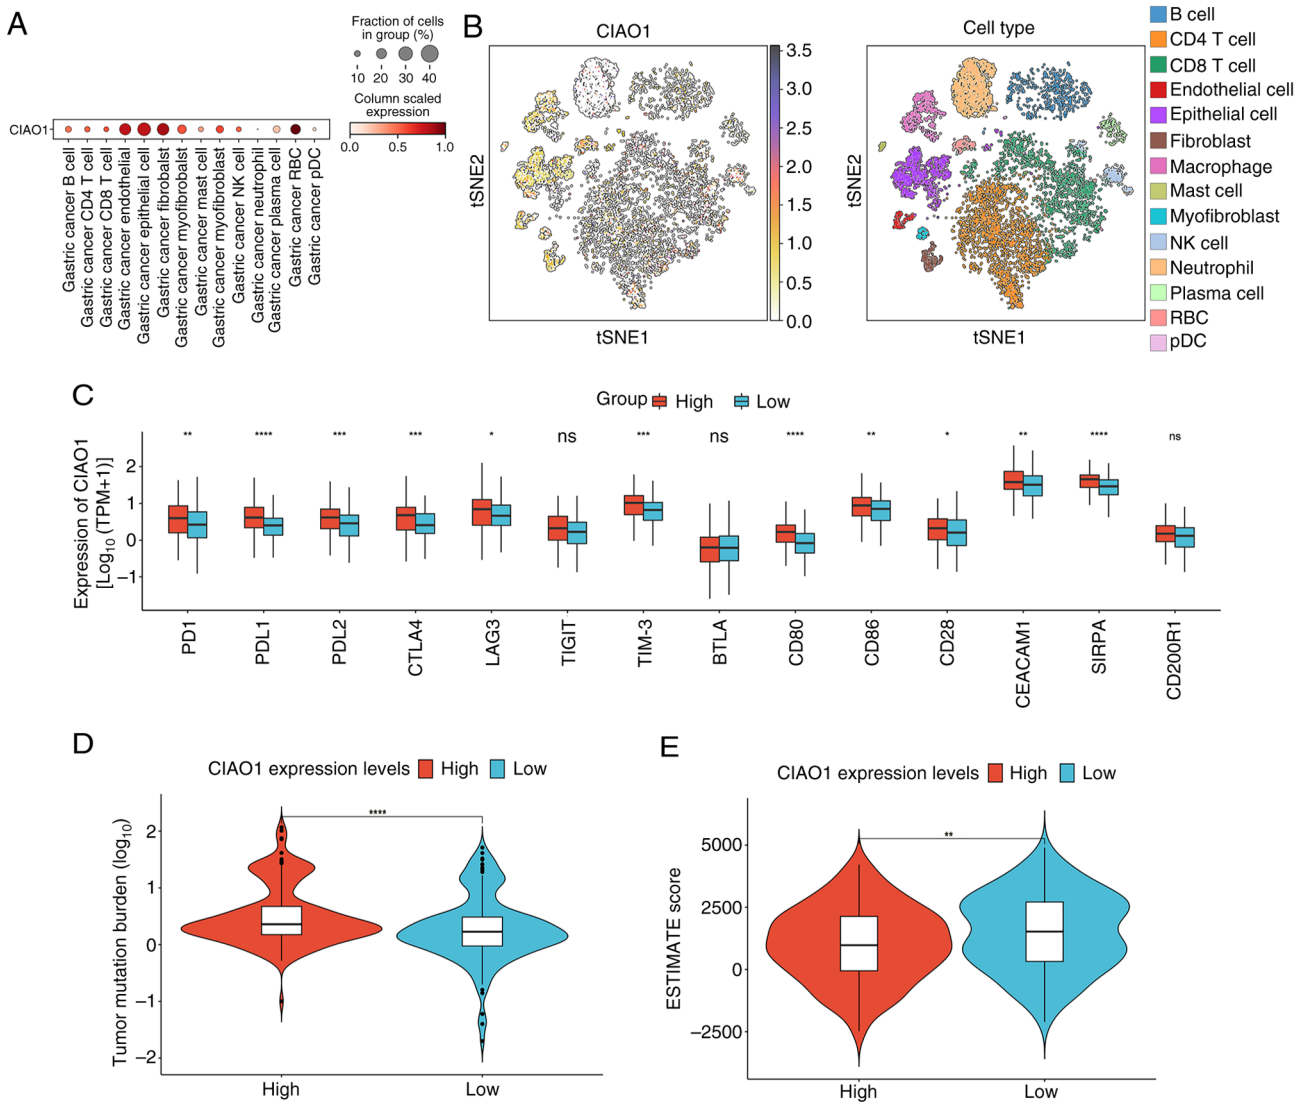 A
Fraction of cells
in group (%)
10 20 30 40
Column scaled
expression
0.0 0.5 1.0
CIAO1
Gastric cancer B cell
Gastric cancer CD4 T cell
Gastric cancer CD8 T cell
Gastric cancer endothelial
Gastric cancer epithelial cell
Gastric cancer fibroblast
Gastric cancer myofibroblast
Gastric cancer mast cell
Gastric cancer myofibroblast
Gastric cancer NK cell
Gastric cancer neutrophil
Gastric cancer plasma cell
Gastric cancer RBC
Gastric cancer pDC
B
CIAO1
tSNE2
tSNE1
3.5
3.0
2.5
2.0
1.5
1.0
0.5
0.0
Cell type
tSNE2
tSNE1
B cell
CD4 T cell
CD8 T cell
Endothelial cell
Epithelial cell
Fibroblast
Macrophage
Mast cell
Myofibroblast
NK cell
Neutrophil
Plasma cell
RBC
pDC
C
Group High Low
Expression of CIAO1
[Log10 (TPM+1)]
2
1
0
−1
** **** *** *** * ns *** ns **** ** * ** **** ns
PD1
PDL1
PDL2
CTLA4
LAG3
TIGIT
TIM-3
BTLA
CD80
CD86
CD28
CEACAM1
SIRPA
CD200R1
D
CIAO1 expression levels High Low
****
Tumor mutation burden (log10)
2
1
0
−1
−2
High Low
E
CIAO1 expression levels High Low
**
ESTIMATE score
5000
2500
0
−2500
High Low